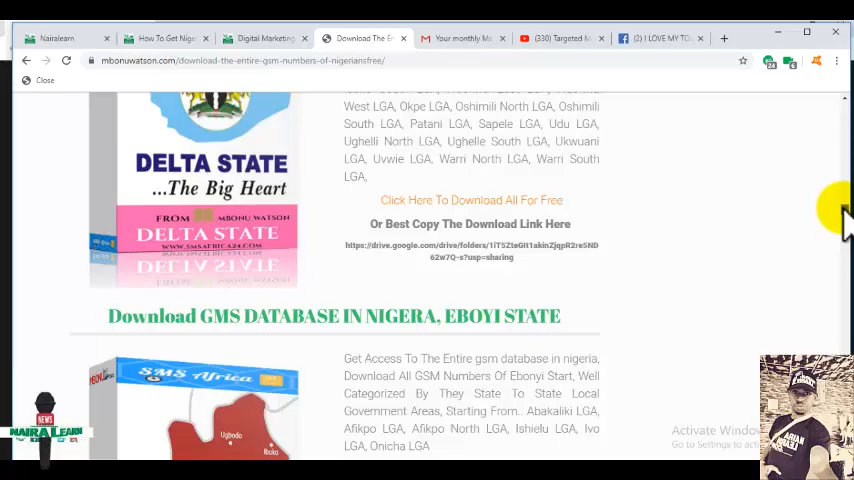 Nairalearn
How To Get Nige
Digital Marketing
Download The En
Your monthly Ma
(330) Targeted M
(2) I LOVE MY TO
mbonuwatson.com/download-the-entire-gsm-numbers-of-nigeriansfree/
Close
West LGA, Okpe LGA, Oshimili North LGA, Oshimili
South LGA, Patani LGA, Sapele LGA, Udu LGA,
Ughelli North LGA, Ughelle South LGA, Ukwuani
LGA, Uvwie LGA, Warri North LGA, Warri South
LGA,
Click Here To Download All For Free
Or Best Copy The Download Link Here
https://drive.google.com/drive/folders/1iT5ZteGIt1akinZjqpR2re5ND
62w7Q-s?usp=sharing
DELTA STATE
...The Big Heart
FROM MBONU WATSON
DELTA STATE
WWW.SMSAFRICA24.COM
Download GMS DATABASE IN NIGERA, EBOYI STATE
SMS Africa
Ugbodo
Iboko
Get Access To The Entire gsm database in nigeria,
Download All GSM Numbers Of Ebonyi Start, Well
Categorized By They State To State Local
Government Areas, Starting From.. Abakaliki LGA,
Afikpo LGA, Afikpo North LGA, Ishielu LGA, Ivo
LGA, Onicha LGA
Activate Window
Go to Settings to acti
NEWS
NAIRA LEARN